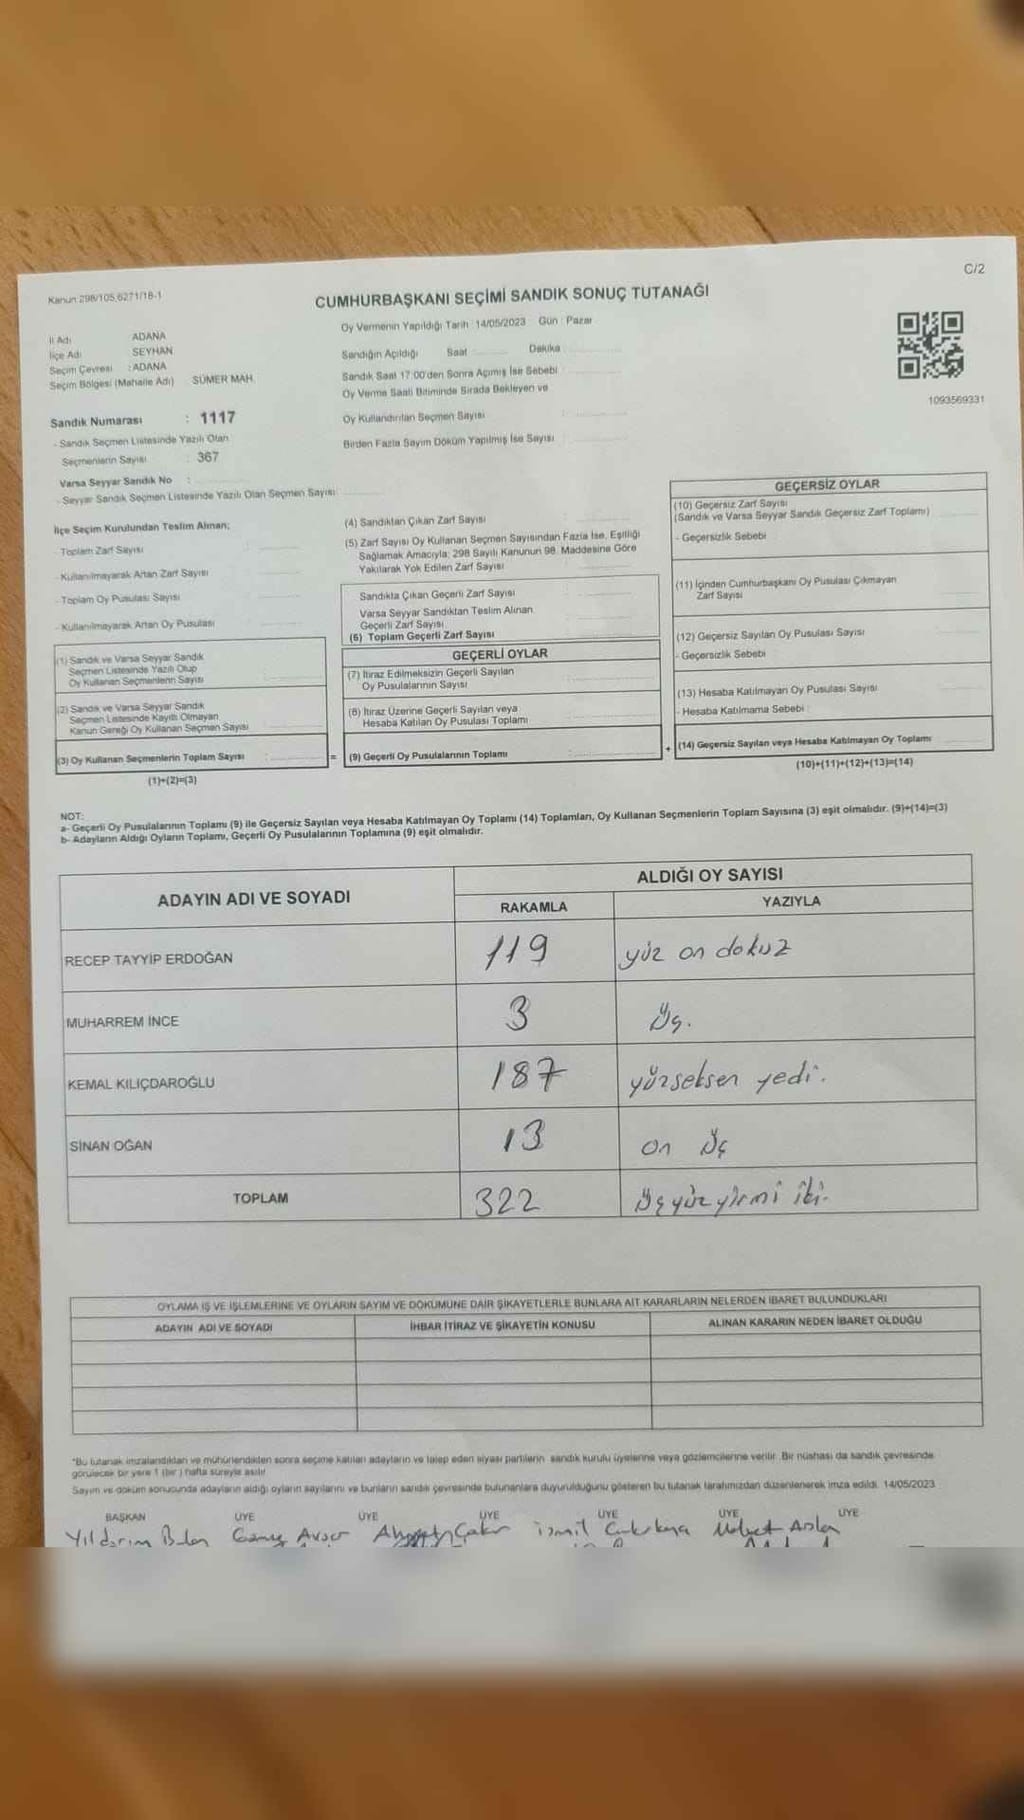 C/2
Kanun 298/105,6271/18-1
CUMHURBAŞKANI SEÇİMİ SANDIK SONUÇ TUTANAĞI
Oy Vermenin Yapıldığı Tarih : 14/05/2023 Gün : Pazar
İl Adı ADANA
İlçe Adı SEYHAN
Seçim Çevresi : ADANA
Seçim Bölgesi (Mahalle Adı) SÜMER MAH.
Sandığın Açıldığı Saat Dakika
Sandık Saat 17:00'den Sonra Açılmış İse Sebebi
Oy Verme Saati Bitiminde Sırada Bekleyen ve
Oy Kullandırılan Seçmen Sayısı
Birden Fazla Sayım Döküm Yapılmış İse Sayısı
1093569331
Sandık Numarası : 1117
- Sandık Seçmen Listesinde Yazılı Olan
Seçmenlerin Sayısı : 367
Varsa Seyyar Sandık No :
- Seyyar Sandık Seçmen Listesinde Yazılı Olan Seçmen Sayısı:
İlçe Seçim Kurulundan Teslim Alınan;
- Toplam Zarf Sayısı
- Kullanılmayarak Artan Zarf Sayısı
- Toplam Oy Pusulası Sayısı
- Kullanılmayarak Artan Oy Pusulası
(1) Sandık ve Varsa Seyyar Sandık
Seçmen Listesinde Yazılı Olup
Oy Kullanan Seçmenlerin Sayısı
(2) Sandık ve Varsa Seyyar Sandık
Seçmen Listesinde Kayıtlı Olmayan
Kanun Gereği Oy Kullanan Seçmen Sayısı
(3) Oy Kullanan Seçmenlerin Toplam Sayısı :
(1)+(2)=(3)
(4) Sandıktan Çıkan Zarf Sayısı
(5) Zarf Sayısı Oy Kullanan Seçmen Sayısından Fazla İse, Eşitliği
Sağlamak Amacıyla; 298 Sayılı Kanunun 98. Maddesine Göre
Yakılarak Yok Edilen Zarf Sayısı
Sandıkta Çıkan Geçerli Zarf Sayısı
Varsa Seyyar Sandıktan Teslim Alınan
Geçerli Zarf Sayısı
(6) Toplam Geçerli Zarf Sayısı
GEÇERLİ OYLAR
(7) İtiraz Edilmeksizin Geçerli Sayılan
Oy Pusulalarının Sayısı
(8) İtiraz Üzerine Geçerli Sayılan veya
Hesaba Katılan Oy Pusulası Toplamı
= (9) Geçerli Oy Pusulalarının Toplamı
GEÇERSİZ OYLAR
(10) Geçersiz Zarf Sayısı
(Sandık ve Varsa Seyyar Sandık Geçersiz Zarf Toplamı)
- Geçersizlik Sebebi
(11) İçinden Cumhurbaşkanı Oy Pusulası Çıkmayan
Zarf Sayısı
(12) Geçersiz Sayılan Oy Pusulası Sayısı
- Geçersizlik Sebebi
(13) Hesaba Katılmayan Oy Pusulası Sayısı
- Hesaba Katılmama Sebebi :
+ (14) Geçersiz Sayılan veya Hesaba Katılmayan Oy Toplamı
(10)+(11)+(12)+(13)=(14)
NOT:
a- Geçerli Oy Pusulalarının Toplamı (9) ile Geçersiz Sayılan veya Hesaba Katılmayan Oy Toplamı (14) Toplamları, Oy Kullanan Seçmenlerin Toplam Sayısına (3) eşit olmalıdır. (9)+(14)=(3)
b- Adayların Aldığı Oyların Toplamı, Geçerli Oy Pusulalarının Toplamına (9) eşit olmalıdır.
ADAYIN ADI VE SOYADI ALDIĞI OY SAYISI
RAKAMLA YAZIYLA
RECEP TAYYİP ERDOĞAN 119 yüz on dokuz
MUHARREM İNCE 3 Üç.
KEMAL KILIÇDAROĞLU 187 yüzseksen yedi.
SİNAN OĞAN 13 on Üç
TOPLAM 322 Üçyüzyirmi iki.
OYLAMA İŞ VE İŞLEMLERİNE VE OYLARIN SAYIM VE DÖKÜMÜNE DAİR ŞİKAYETLERLE BUNLARA AİT KARARLARIN NELERDEN İBARET BULUNDUKLARI
ADAYIN ADI VE SOYADI İHBAR İTİRAZ VE ŞİKAYETİN KONUSU ALINAN KARARIN NEDEN İBARET OLDUĞU
*Bu tutanak imzalandıktan ve mühürlendikten sonra seçime katılan adayların ve talep eden siyasi partilerin sandık kurulu üyelerine veya gözlemcilerine verilir. Bir nüshası da sandık çevresinde
görülecek bir yere 1 (bir) hafta süreyle asılır.
Sayım ve döküm sonucunda adayların aldığı oyların sayılarını ve bunların sandık çevresinde bulunanlara duyurulduğunu gösteren bu tutanak tarafımızdan düzenlenerek imza edildi. 14/05/2023
BAŞKAN ÜYE ÜYE ÜYE ÜYE ÜYE ÜYE
Yıldırım Avşar Çakır ismil Arslan